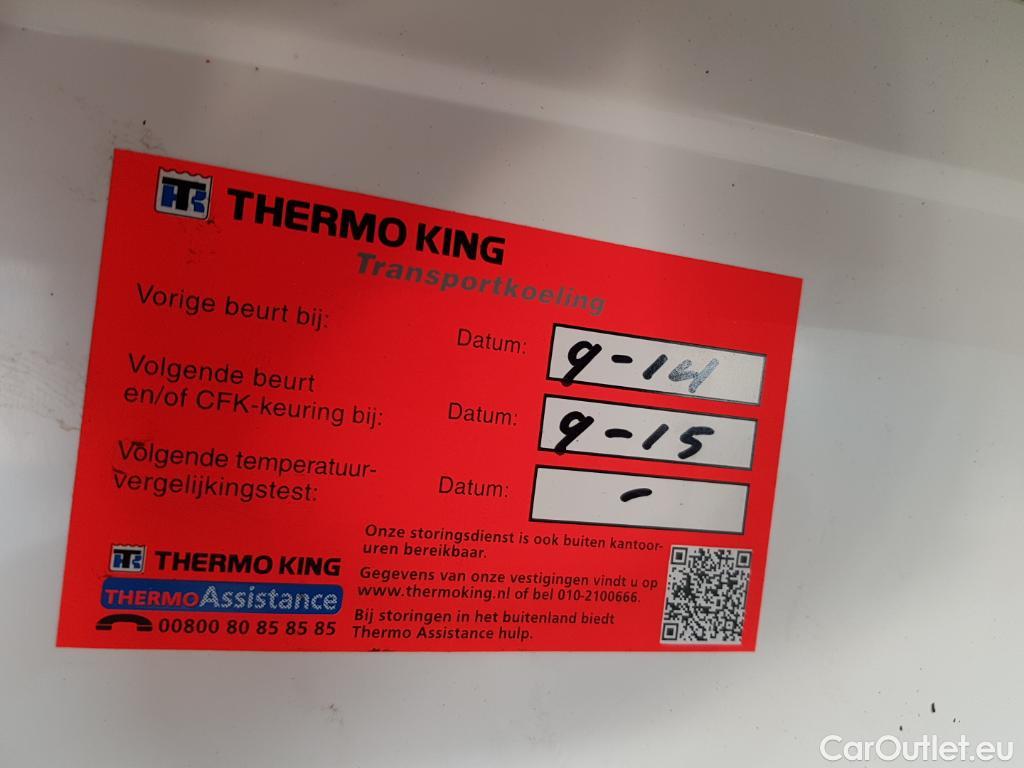 TK THERMO KING
Transportkoeling
Vorige beurt bij: Datum: 9-14
Volgende beurt
en/of CFK-keuring bij: Datum: 9-15
Volgende temperatuur-
vergelijkingstest: Datum: -
Onze storingsdienst is ook buiten kantoor-
uren bereikbaar.
Gegevens van onze vestigingen vindt u op
www.thermoking.nl of bel 010-2100666.
Bij storingen in het buitenland biedt
Thermo Assistance hulp.
TK THERMO KING
THERMOAssistance
00800 80 85 85 85
CarOutlet.eu